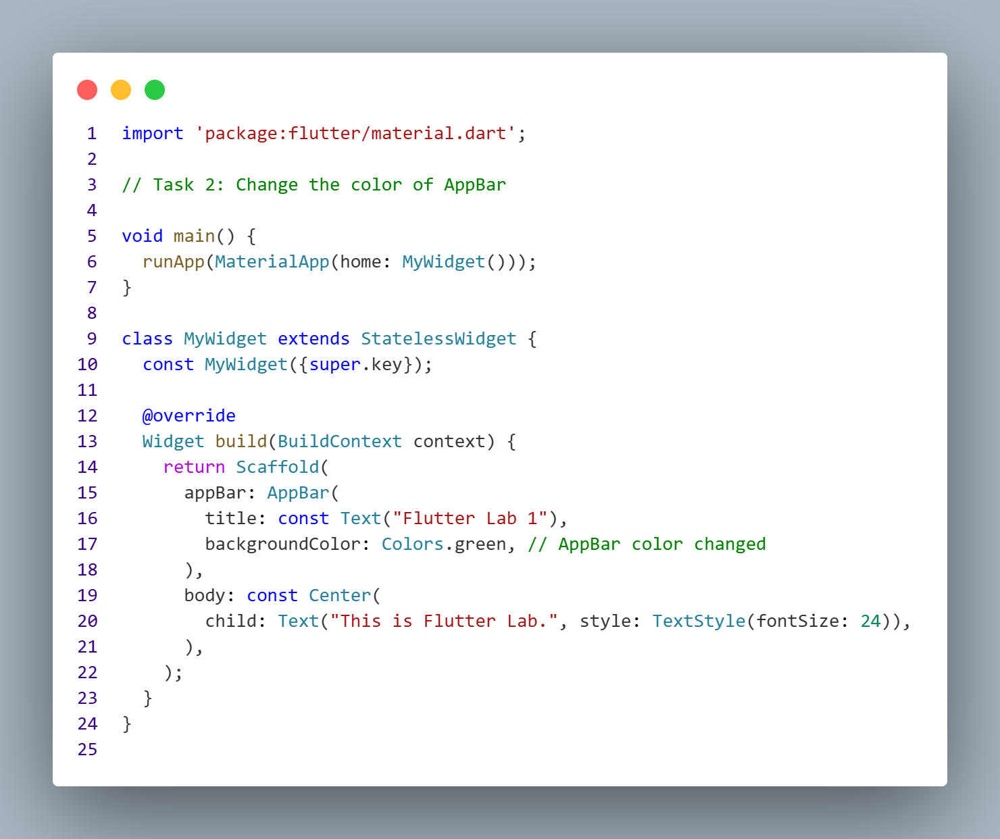 1 import 'package:flutter/material.dart';
2
3 // Task 2: Change the color of AppBar
4
5 void main() {
6   runApp(MaterialApp(home: MyWidget()));
7 }
8
9 class MyWidget extends StatelessWidget {
10   const MyWidget({super.key});
11
12   @override
13   Widget build(BuildContext context) {
14     return Scaffold(
15       appBar: AppBar(
16         title: const Text("Flutter Lab 1"),
17         backgroundColor: Colors.green, // AppBar color changed
18       ),
19       body: const Center(
20         child: Text("This is Flutter Lab.", style: TextStyle(fontSize: 24)),
21       ),
22     );
23   }
24 }
25